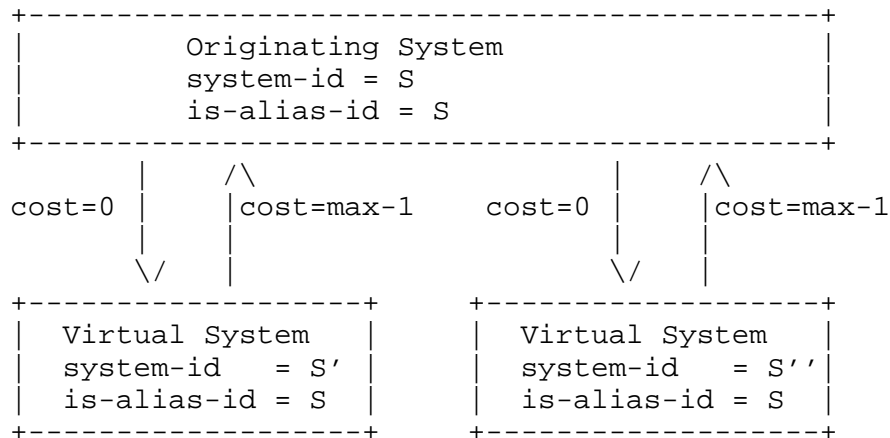 Originating System
system-id = S
is-alias-id = S
cost=0 cost=max-1 cost=0 cost=max-1
Virtual System Virtual System
system-id = S' system-id = S''
is-alias-id = S is-alias-id = S